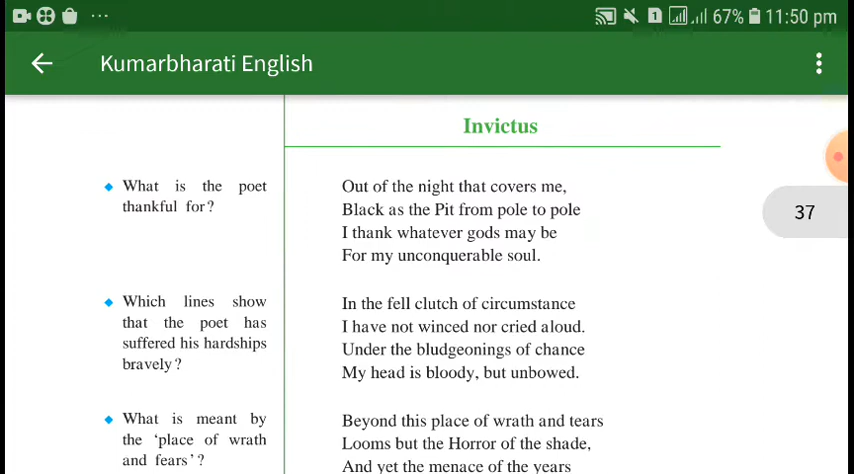 67% 11:50 pm
Kumarbharati English
Invictus
What is the poet
thankful for?
Out of the night that covers me,
Black as the Pit from pole to pole
I thank whatever gods may be
For my unconquerable soul.
37
Which lines show
that the poet has
suffered his hardships
bravely?
In the fell clutch of circumstance
I have not winced nor cried aloud.
Under the bludgeonings of chance
My head is bloody, but unbowed.
What is meant by
the ‘place of wrath
and fears’?
Beyond this place of wrath and tears
Looms but the Horror of the shade,
And yet the menace of the years